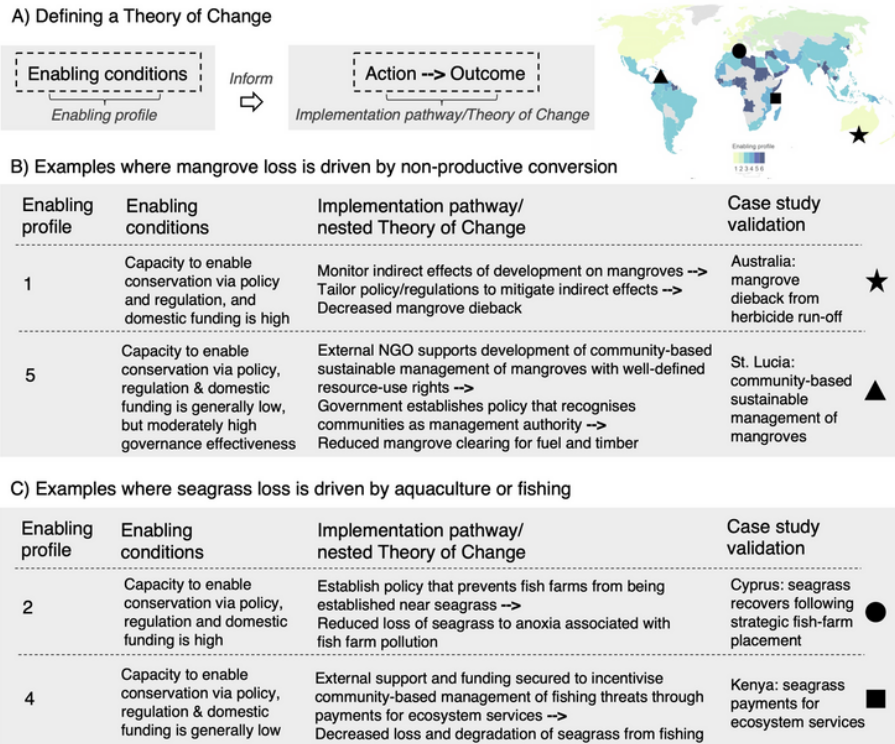 A) Defining a Theory of Change
Enabling conditions
Enabling profile
Inform
Action --> Outcome
Implementation pathway/Theory of Change
Enabling profile
1 2 3 4 5 6
B) Examples where mangrove loss is driven by non-productive conversion
Enabling
profile
Enabling
conditions
Implementation pathway/
nested Theory of Change
Case study
validation
1
Capacity to enable
conservation via policy
and regulation, and
domestic funding is high
Monitor indirect effects of development on mangroves -->
Tailor policy/regulations to mitigate indirect effects -->
Decreased mangrove dieback
Australia:
mangrove
dieback from
herbicide run-off
5
Capacity to enable
conservation via policy,
regulation & domestic
funding is generally low,
but moderately high
governance effectiveness
External NGO supports development of community-based
sustainable management of mangroves with well-defined
resource-use rights -->
Government establishes policy that recognises
communities as management authority -->
Reduced mangrove clearing for fuel and timber
St. Lucia:
community-based
sustainable
management of
mangroves
C) Examples where seagrass loss is driven by aquaculture or fishing
Enabling
profile
Enabling
conditions
Implementation pathway/
nested Theory of Change
Case study
validation
2
Capacity to enable
conservation via policy,
regulation and domestic
funding is high
Establish policy that prevents fish farms from being
established near seagrass -->
Reduced loss of seagrass to anoxia associated with
fish farm pollution
Cyprus: seagrass
recovers following
strategic fish-farm
placement
4
Capacity to enable
conservation via policy,
regulation & domestic
funding is generally low
External support and funding secured to incentivise
community-based management of fishing threats through
payments for ecosystem services -->
Decreased loss and degradation of seagrass from fishing
Kenya: seagrass
payments for
ecosystem services